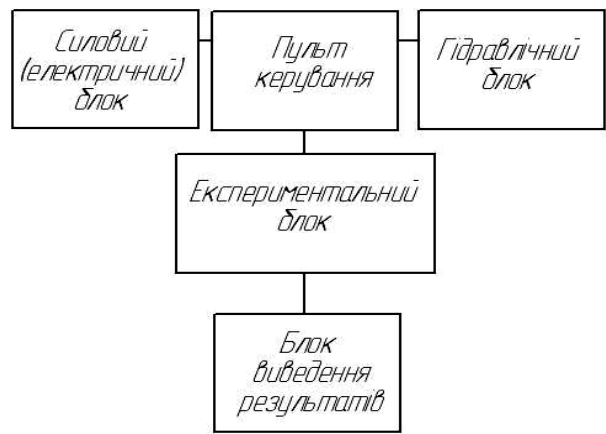 Силовий
(електричний)
блок
Пульт
керування
Гідравлічний
блок
Експериментальний
блок
Блок
виведення
результатів